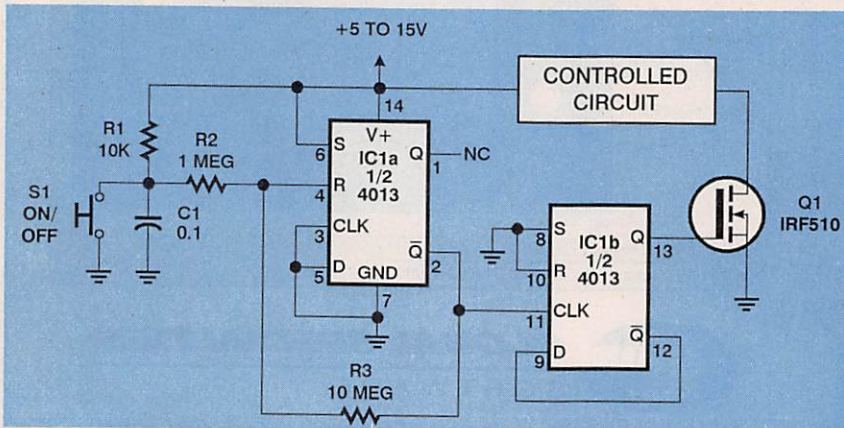 +5 TO 15V
CONTROLLED
CIRCUIT
14
R1
10K
R2
1 MEG
S
6
V+
IC1a
1/2
4013
Q
1
NC
R
4
S1
ON/
OFF
C1
0.1
CLK
3
D
5
GND
7
Q
2
S
8
IC1b
1/2
4013
Q
13
Q1
IRF510
R
10
CLK
11
D
9
Q
12
R3
10 MEG